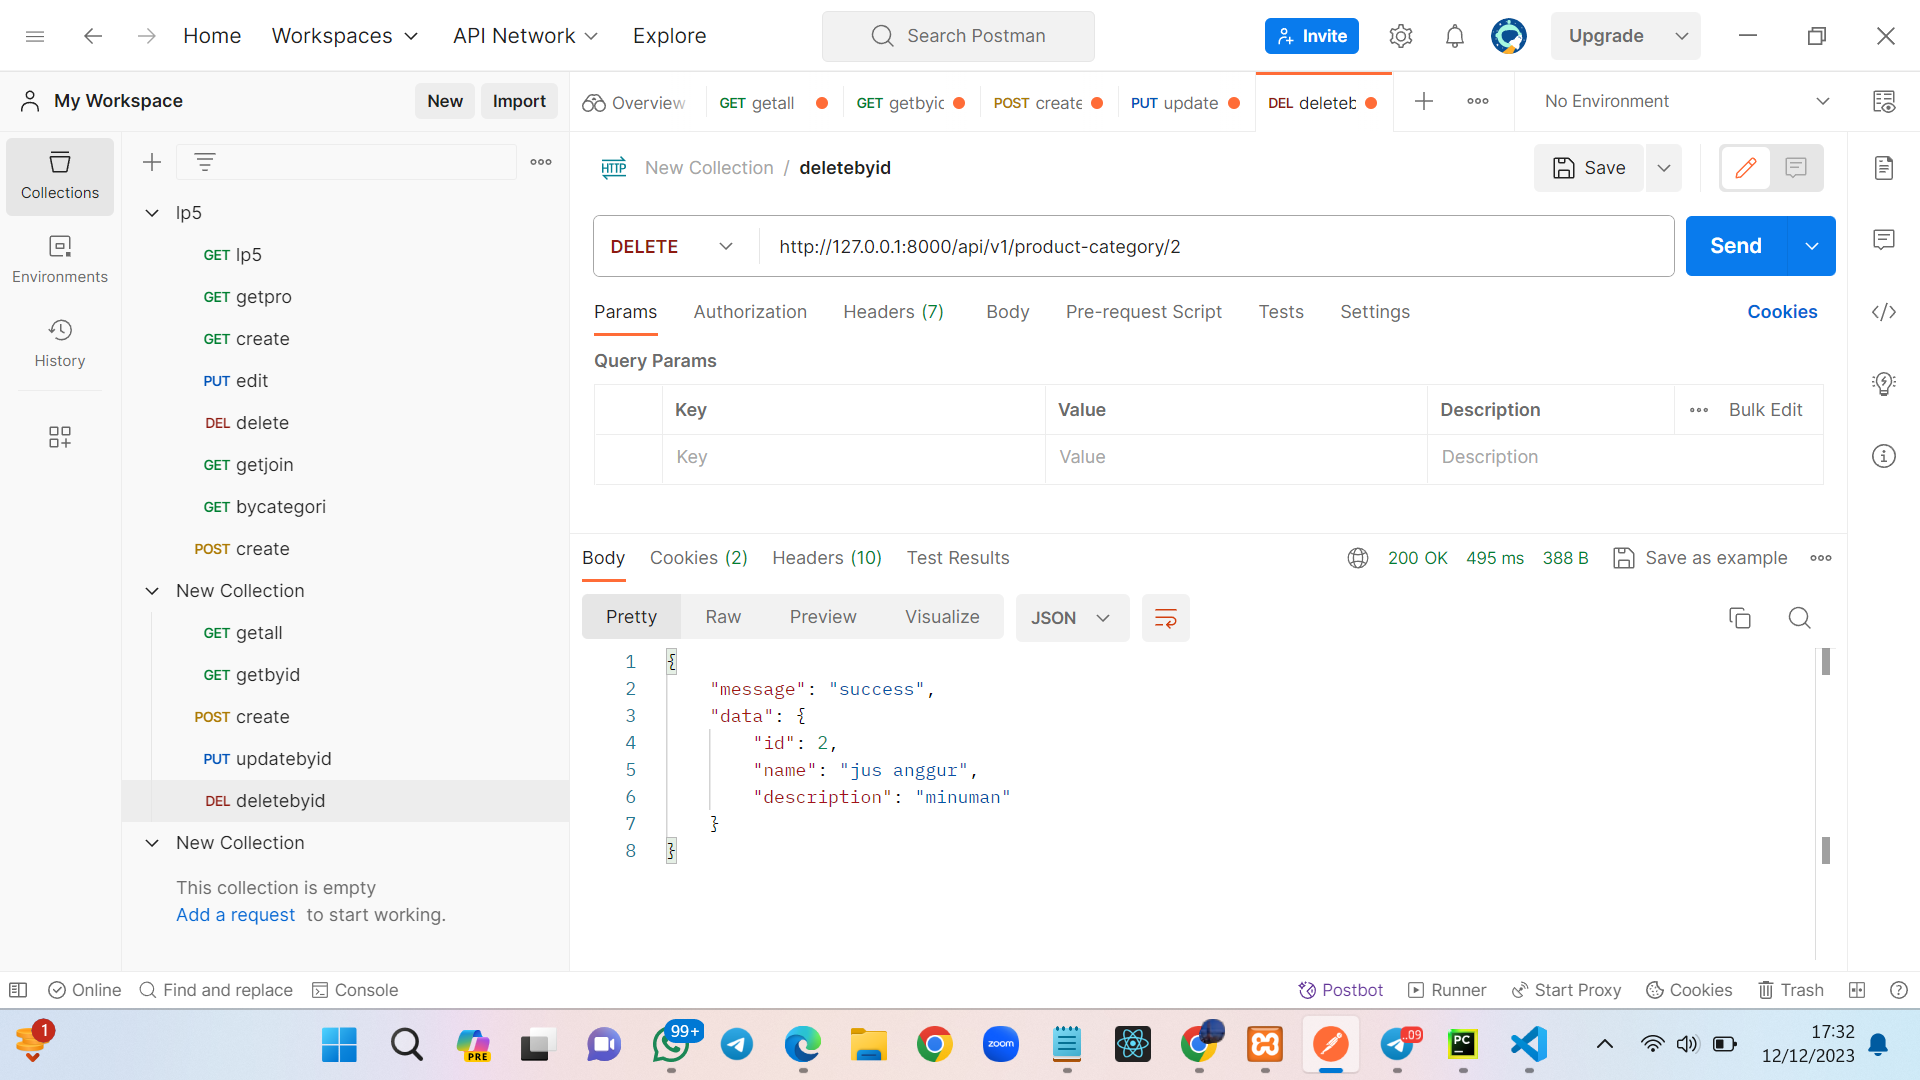 Home Workspaces API Network Explore Search Postman Invite Upgrade
My Workspace New Import
Overview GET getall GET getbyid POST create PUT update DEL deleteb No Environment
Collections
Environments
History
lp5
GET lp5
GET getpro
GET create
PUT edit
DEL delete
GET getjoin
GET bycategori
POST create
New Collection
GET getall
GET getbyid
POST create
PUT updatebyid
DEL deletebyid
New Collection
This collection is empty
Add a request to start working.
HTTP New Collection / deletebyid Save
DELETE http://127.0.0.1:8000/api/v1/product-category/2 Send
Params Authorization Headers (7) Body Pre-request Script Tests Settings Cookies
Query Params
Key Value Description Bulk Edit
Key Value Description
Body Cookies (2) Headers (10) Test Results 200 OK 495 ms 388 B Save as example
Pretty Raw Preview Visualize JSON
1 {
2 "message": "success",
3 "data": {
4 "id": 2,
5 "name": "jus anggur",
6 "description": "minuman"
7 }
8 }
Online Find and replace Console Postbot Runner Start Proxy Cookies Trash
1 PRE 99+ zoom .09 PC 17:32
12/12/2023